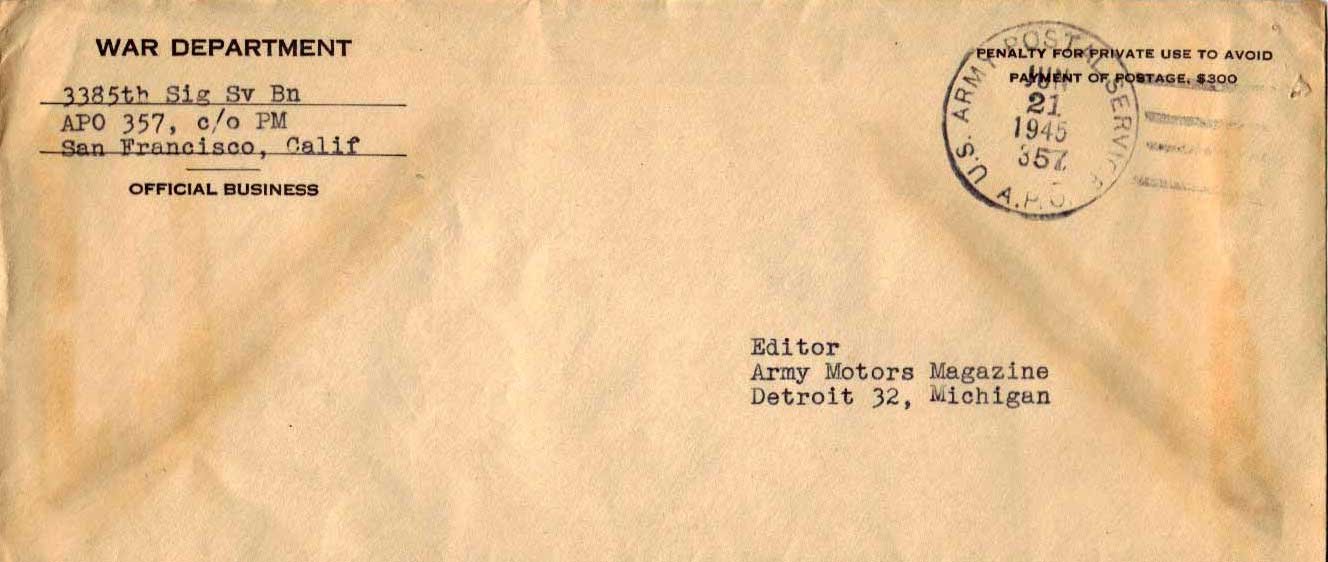 WAR DEPARTMENT
3385th Sig Sv Bn
APO 357, c/o PM
San Francisco, Calif
OFFICIAL BUSINESS
PENALTY FOR PRIVATE USE TO AVOID
PAYMENT OF POSTAGE, $300
U.S. ARMY POSTAL SERVICE
JUN
21
1945
357
A.P.O.
Editor
Army Motors Magazine
Detroit 32, Michigan